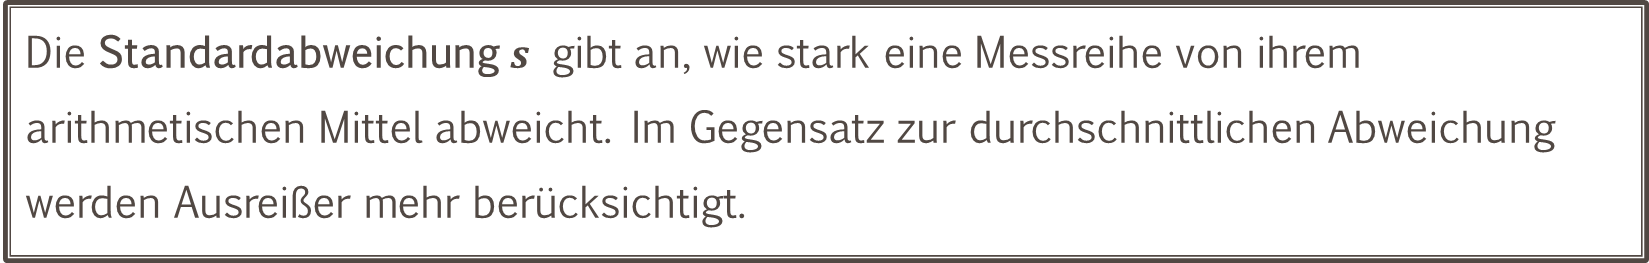 Die Standardabweichung s gibt an, wie stark eine Messreihe von ihrem
arithmetischen Mittel abweicht. Im Gegensatz zur durchschnittlichen Abweichung
werden Ausreißer mehr berücksichtigt.